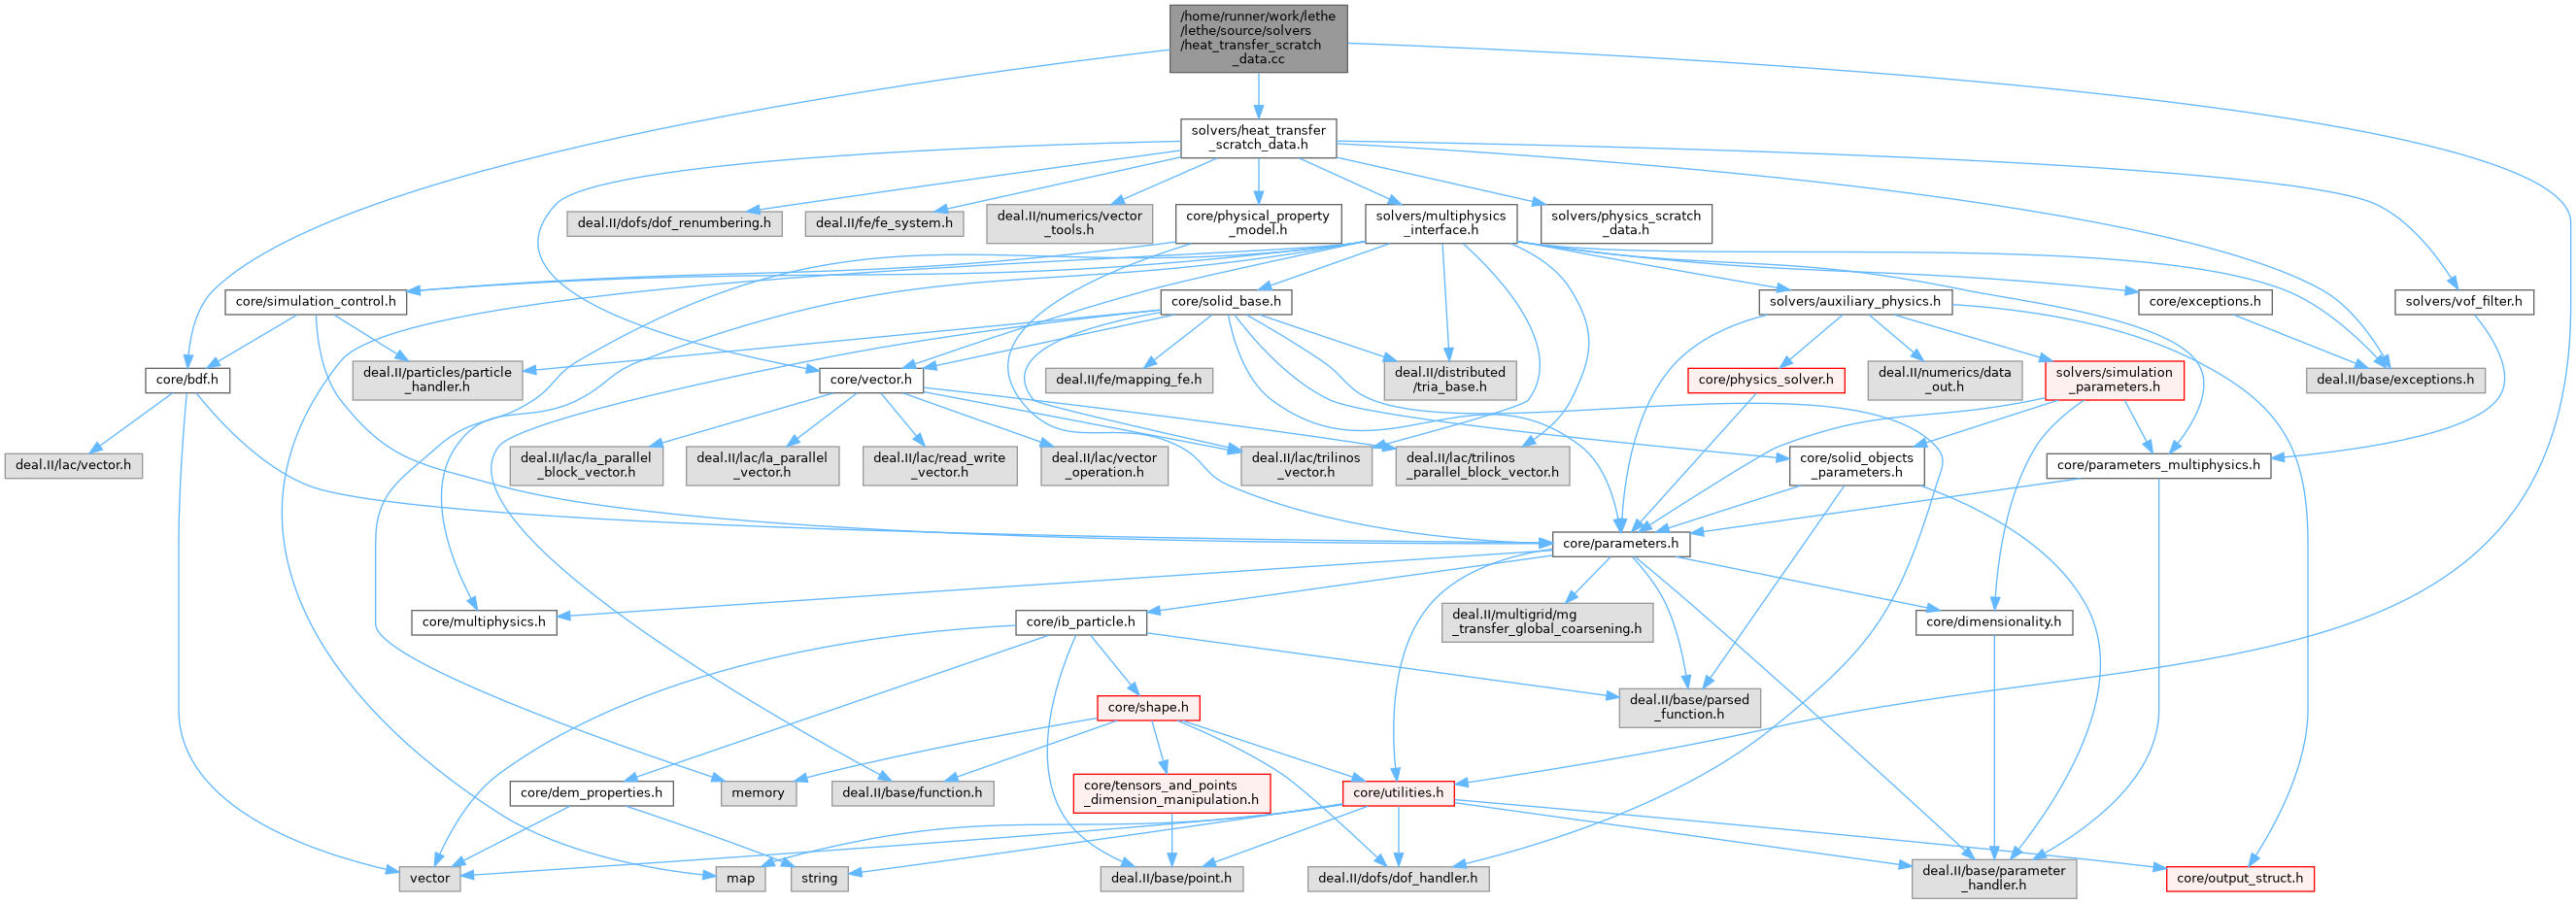 /home/runner/work/lethe
/lethe/source/solvers
/heat_transfer_scratch
_data.cc
solvers/heat_transfer
_scratch_data.h
deal.II/dofs/dof_renumbering.h
deal.II/fe/fe_system.h
deal.II/numerics/vector
_tools.h
core/physical_property
_model.h
solvers/multiphysics
_interface.h
solvers/physics_scratch
_data.h
core/simulation_control.h
core/solid_base.h
solvers/auxiliary_physics.h
core/exceptions.h
solvers/vof_filter.h
core/bdf.h
deal.II/particles/particle
_handler.h
core/vector.h
deal.II/fe/mapping_fe.h
deal.II/distributed
/tria_base.h
core/physics_solver.h
deal.II/numerics/data
_out.h
solvers/simulation
_parameters.h
deal.II/base/exceptions.h
deal.II/lac/vector.h
deal.II/lac/la_parallel
_block_vector.h
deal.II/lac/la_parallel
_vector.h
deal.II/lac/read_write
_vector.h
deal.II/lac/vector
_operation.h
deal.II/lac/trilinos
_vector.h
deal.II/lac/trilinos
_parallel_block_vector.h
core/solid_objects
_parameters.h
core/parameters_multiphysics.h
core/parameters.h
core/multiphysics.h
core/ib_particle.h
deal.II/multigrid/mg
_transfer_global_coarsening.h
core/dimensionality.h
core/shape.h
deal.II/base/parsed
_function.h
core/dem_properties.h
memory
deal.II/base/function.h
core/tensors_and_points
_dimension_manipulation.h
core/utilities.h
vector
map
string
deal.II/base/point.h
deal.II/dofs/dof_handler.h
deal.II/base/parameter
_handler.h
core/output_struct.h